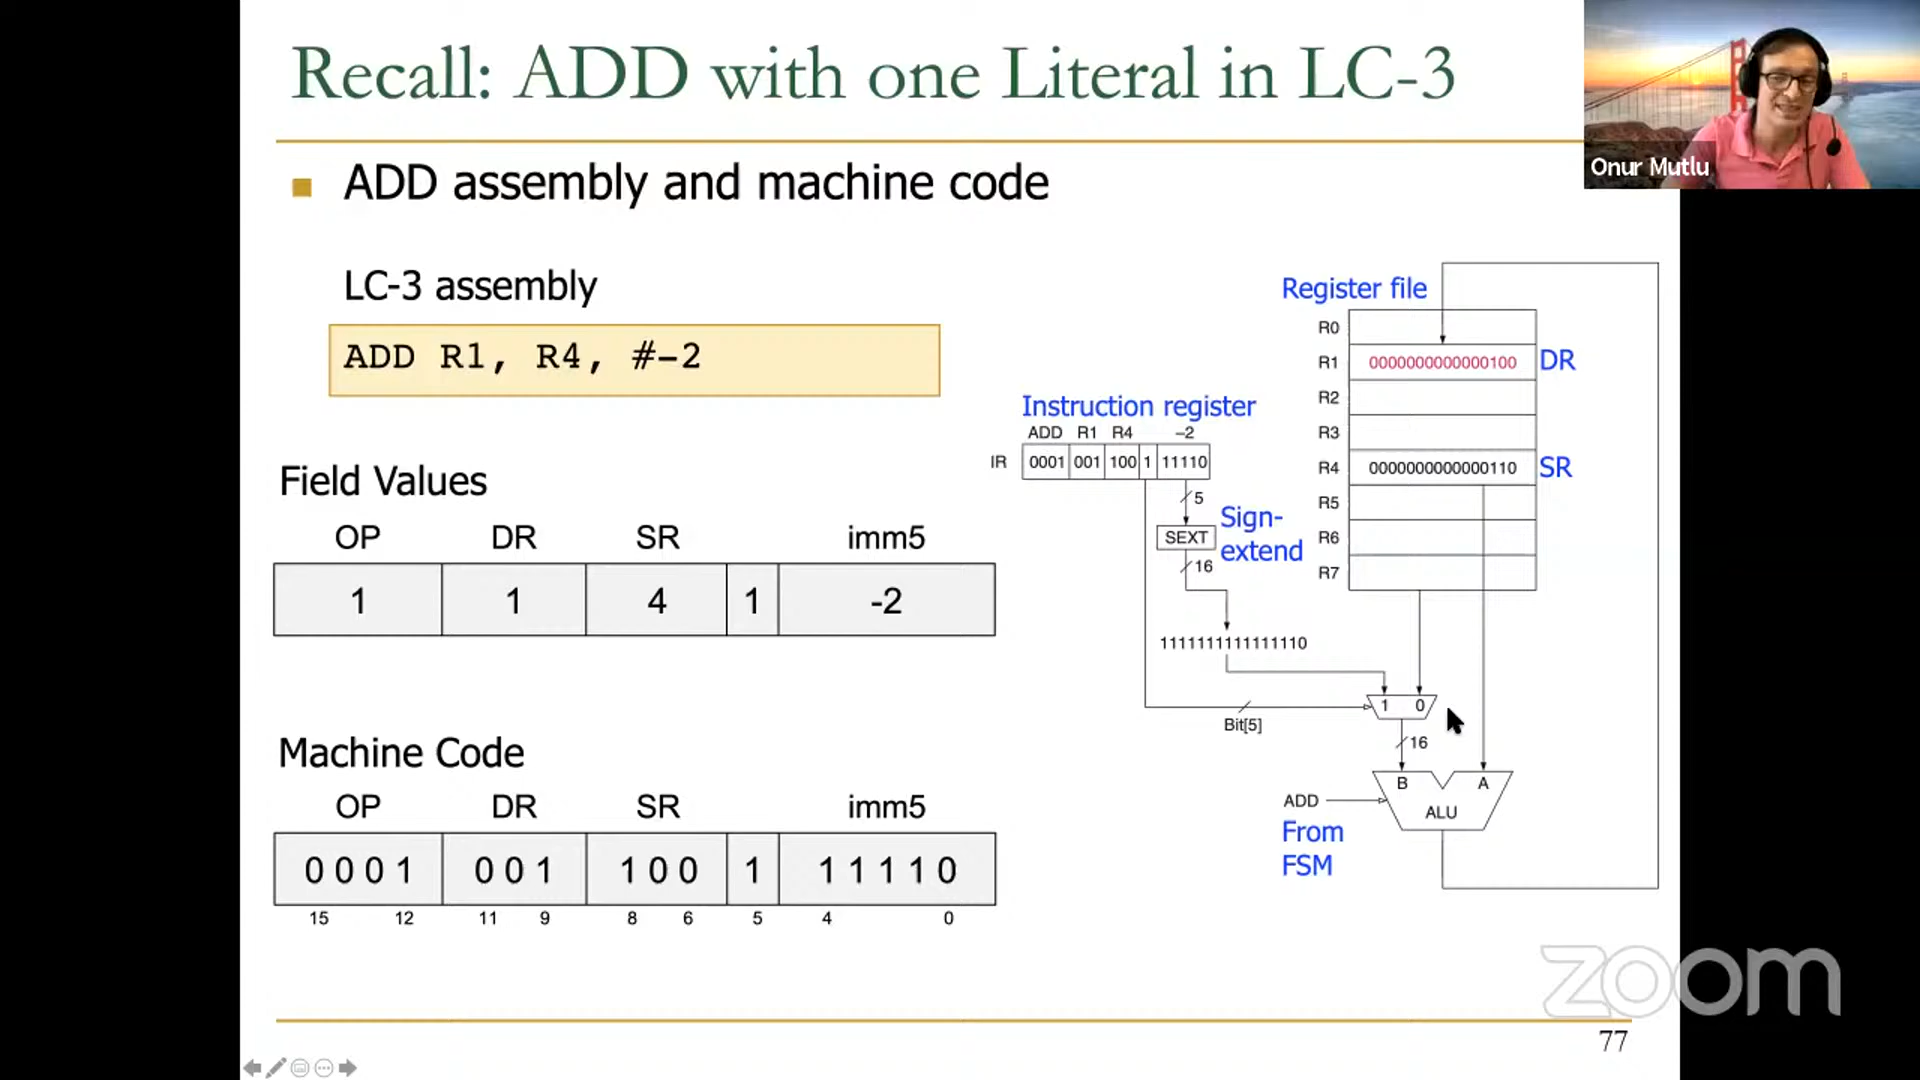 Recall: ADD with one Literal in LC-3
Onur Mutlu
ADD assembly and machine code
LC-3 assembly
ADD R1, R4, #-2
Field Values
OP DR SR imm5
1 1 4 1 -2
Machine Code
OP DR SR imm5
0 0 0 1 0 0 1 1 0 0 1 1 1 1 1 0
15 12 11 9 8 6 5 4 0
Register file
R0
R1 0000000000000100 DR
R2
R3
R4 0000000000000110 SR
R5
R6
R7
Instruction register
ADD R1 R4 –2
IR 0001 001 100 1 11110
5
SEXT
Sign-
extend
16
1111111111111110
1 0
Bit[5]
16
B A
ADD
ALU
From
FSM
zoom
77